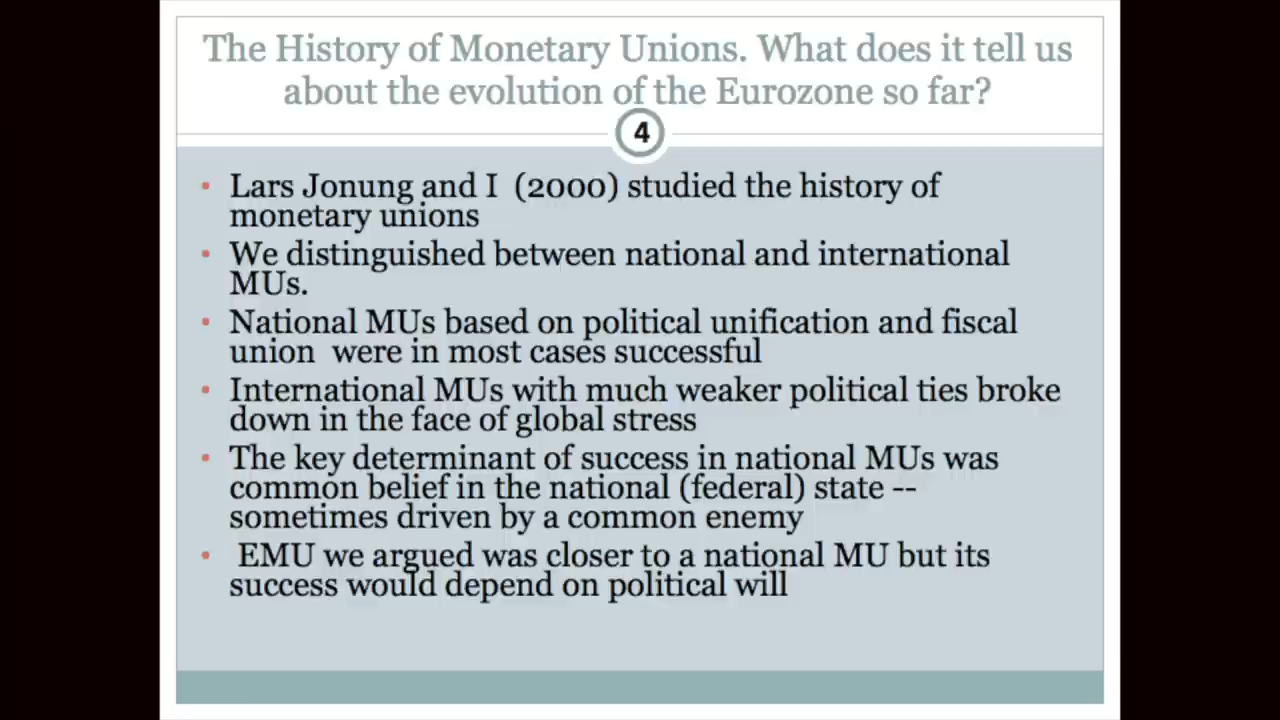 The History of Monetary Unions. What does it tell us
about the evolution of the Eurozone so far?
4
• Lars Jonung and I  (2000) studied the history of
monetary unions
• We distinguished between national and international
MUs.
• National MUs based on political unification and fiscal
union  were in most cases successful
• International MUs with much weaker political ties broke
down in the face of global stress
• The key determinant of success in national MUs was
common belief in the national (federal) state --
sometimes driven by a common enemy
•  EMU we argued was closer to a national MU but its
success would depend on political will